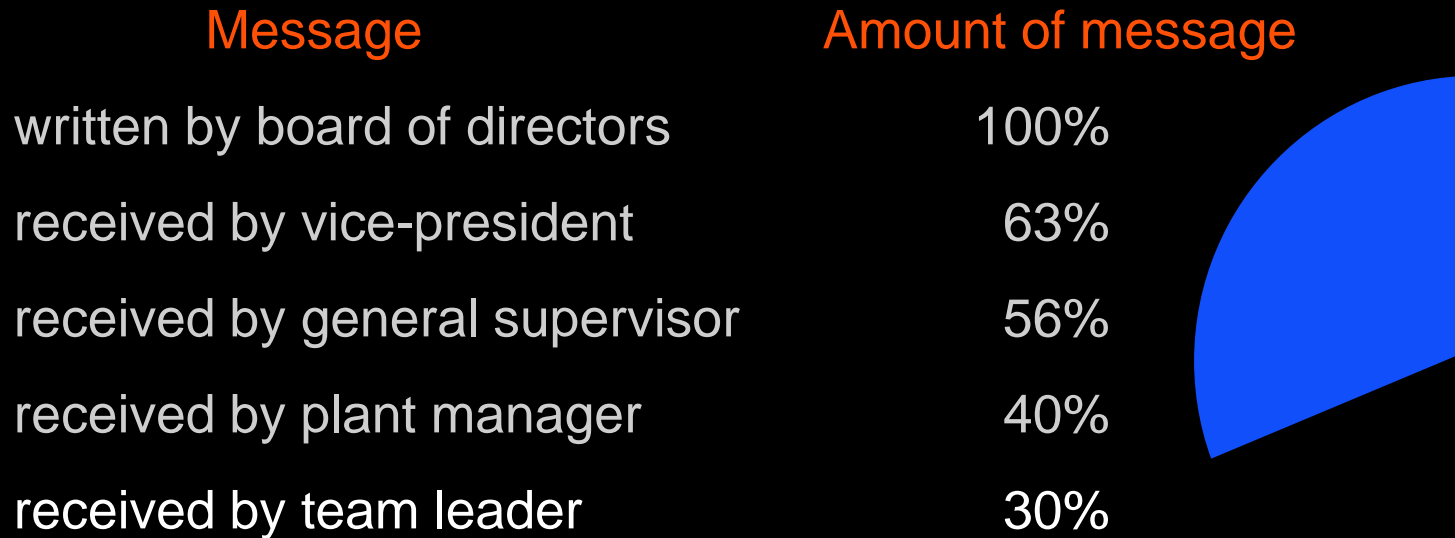 Message Amount of message
written by board of directors 100%
received by vice-president 63%
received by general supervisor 56%
received by plant manager 40%
received by team leader 30%